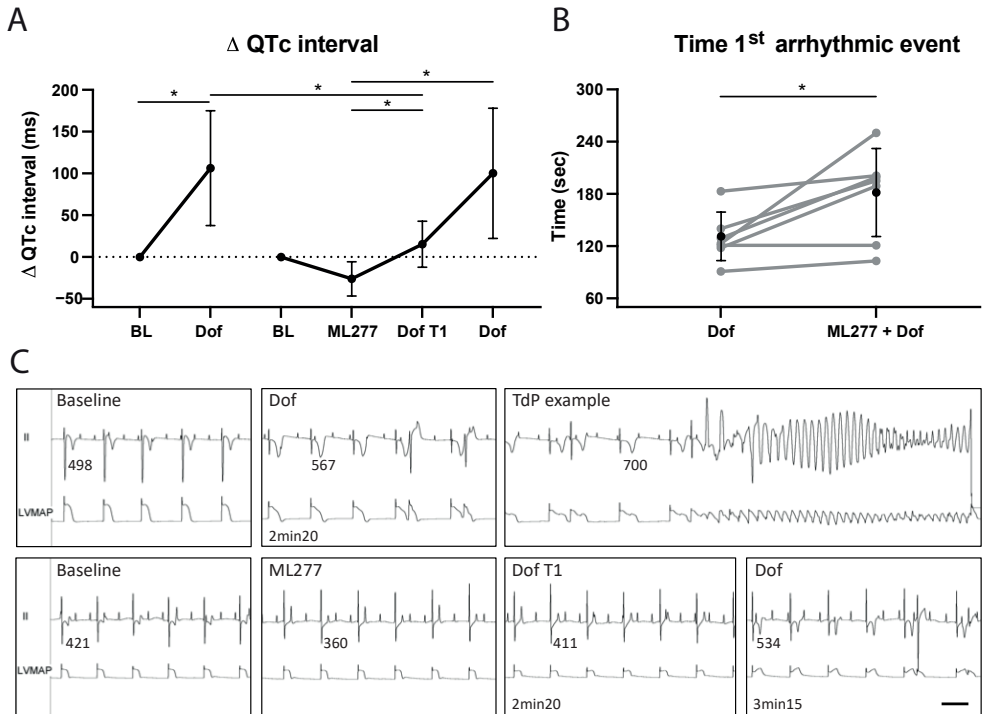 A
Δ QTc interval
Δ QTc interval (ms)
200
150
100
50
0
−50
*
*
*
*
BL
Dof
BL
ML277
Dof T1
Dof
B
Time 1st arrhythmic event
Time (sec)
300
240
180
120
60
*
Dof
ML277 + Dof
C
Baseline
II
498
LVMAP
Dof
567
2min20
TdP example
700
Baseline
II
421
LVMAP
ML277
360
Dof T1
411
2min20
Dof
534
3min15